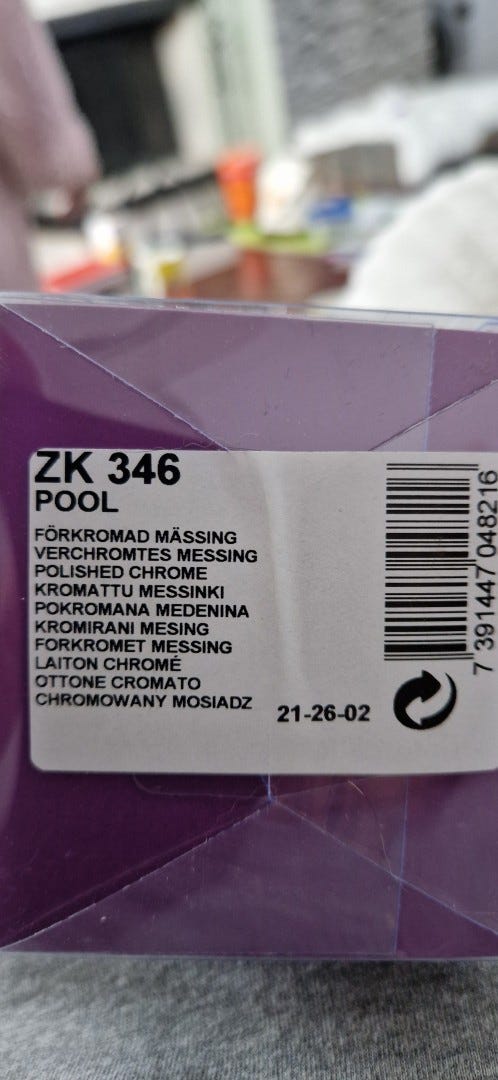 ZK 346
POOL
FÖRKROMAD MÄSSING
VERCHROMTES MESSING
POLISHED CHROME
KROMATTU MESSINKI
POKROMANA MEDENINA
KROMIRANI MESING
FORKROMET MESSING
LAITON CHROMÉ
OTTONE CROMATO
CHROMOWANY MOSIADZ
21-26-02
7 391447 048216